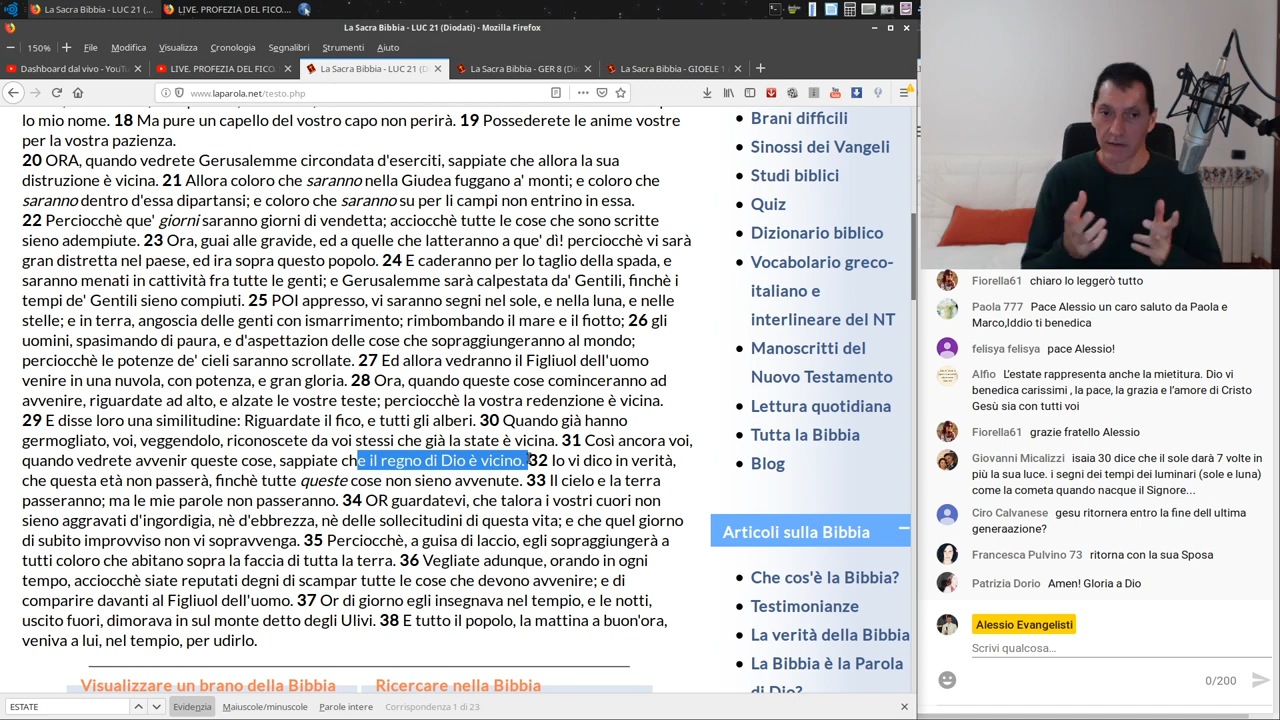 La Sacra Bibbia - LUC 21 (...
LIVE. PROFEZIA DEL FICO....
La Sacra Bibbia - LUC 21 (Diodati) - Mozilla Firefox
150%
File Modifica Visualizza Cronologia Segnalibri Strumenti Aiuto
Dashboard dal vivo - YouTu
LIVE. PROFEZIA DEL FICO.
La Sacra Bibbia - LUC 21 (D
La Sacra Bibbia - GER 8 (Di
La Sacra Bibbia - GIOELE 1
www.laparola.net/testo.php
lo mio nome. 18 Ma pure un capello del vostro capo non perirà. 19 Possederete le anime vostre
per la vostra pazienza.
20 ORA, quando vedrete Gerusalemme circondata d'eserciti, sappiate che allora la sua
distruzione è vicina. 21 Allora coloro che saranno nella Giudea fuggano a' monti; e coloro che
saranno dentro d'essa dipartansi; e coloro che saranno su per li campi non entrino in essa.
22 Perciocchè que' giorni saranno giorni di vendetta; acciocchè tutte le cose che sono scritte
sieno adempiute. 23 Ora, guai alle gravide, ed a quelle che latteranno a que' dì! perciocchè vi sarà
gran distretta nel paese, ed ira sopra questo popolo. 24 E caderanno per lo taglio della spada, e
saranno menati in cattività fra tutte le genti; e Gerusalemme sarà calpestata da' Gentili, finchè i
tempi de' Gentili sieno compiuti. 25 POI appresso, vi saranno segni nel sole, e nella luna, e nelle
stelle; e in terra, angoscia delle genti con ismarrimento; rimbombando il mare e il fiotto; 26 gli
uomini, spasimando di paura, e d'aspettazion delle cose che sopraggiungeranno al mondo;
perciocchè le potenze de' cieli saranno scrollate. 27 Ed allora vedranno il Figliuol dell'uomo
venire in una nuvola, con potenza, e gran gloria. 28 Ora, quando queste cose cominceranno ad
avvenire, riguardate ad alto, e alzate le vostre teste; perciocchè la vostra redenzione è vicina.
29 E disse loro una similitudine: Riguardate il fico, e tutti gli alberi. 30 Quando già hanno
germogliato, voi, veggendolo, riconoscete da voi stessi che già la state è vicina. 31 Così ancora voi,
quando vedrete avvenir queste cose, sappiate che il regno di Dio è vicino. 32 Io vi dico in verità,
che questa età non passerà, finchè tutte queste cose non sieno avvenute. 33 Il cielo e la terra
passeranno; ma le mie parole non passeranno. 34 OR guardatevi, che talora i vostri cuori non
sieno aggravati d'ingordigia, nè d'ebbrezza, nè delle sollecitudini di questa vita; e che quel giorno
di subito improvviso non vi sopravvenga. 35 Perciocchè, a guisa di laccio, egli sopraggiungerà a
tutti coloro che abitano sopra la faccia di tutta la terra. 36 Vegliate adunque, orando in ogni
tempo, acciocchè siate reputati degni di scampar tutte le cose che devono avvenire; e di
comparire davanti al Figliuol dell'uomo. 37 Or di giorno egli insegnava nel tempio, e le notti,
uscito fuori, dimorava in sul monte detto degli Ulivi. 38 E tutto il popolo, la mattina a buon'ora,
veniva a lui, nel tempio, per udirlo.
Visualizzare un brano della Bibbia
Ricercare nella Bibbia
Brani difficili
Sinossi dei Vangeli
Studi biblici
Quiz
Dizionario biblico
Vocabolario greco-
italiano e
interlineare del NT
Manoscritti del
Nuovo Testamento
Lettura quotidiana
Tutta la Bibbia
Blog
Articoli sulla Bibbia
Che cos'è la Bibbia?
Testimonianze
La verità della Bibbia
La Bibbia è la Parola
di Dio?
ESTATE
Evidenzia Maiuscole/minuscole Parole intere Corrispondenza 1 di 23
Fiorella61 chiaro lo leggerò tutto
Paola 777 Pace Alessio un caro saluto da Paola e
Marco,Iddio ti benedica
felisya felisya pace Alessio!
Alfio L'estate rappresenta anche la mietitura. Dio vi
benedica carissimi , la pace, la grazia e l'amore di Cristo
Gesù sia con tutti voi
Fiorella61 grazie fratello Alessio
Giovanni Micalizzi isaia 30 dice che il sole darà 7 volte in
più la sua luce. i segni dei tempi dei luminari (sole e luna)
come la cometa quando nacque il Signore...
Ciro Calvanese gesu ritornera entro la fine dell ultima
generaazione?
Francesca Pulvino 73 ritorna con la sua Sposa
Patrizia Dorio Amen! Gloria a Dio
Alessio Evangelisti
Scrivi qualcosa...
0/200